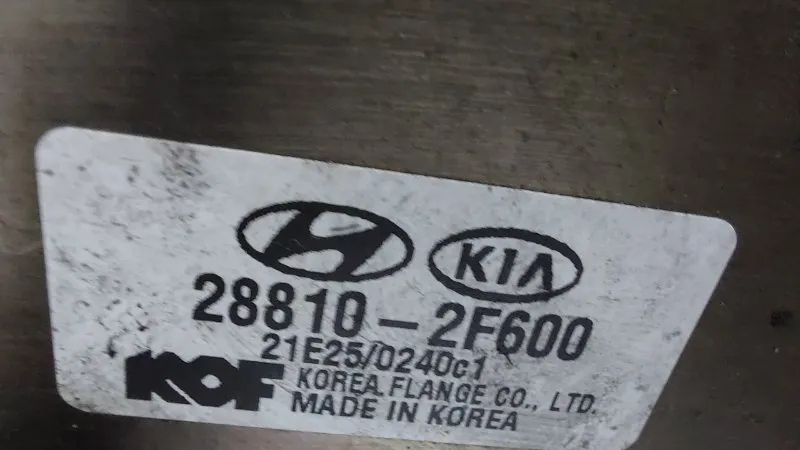 KIA
28810-2F600
21E25/0240c1
KOF KOREA FLANGE CO., LTD.
MADE IN KOREA